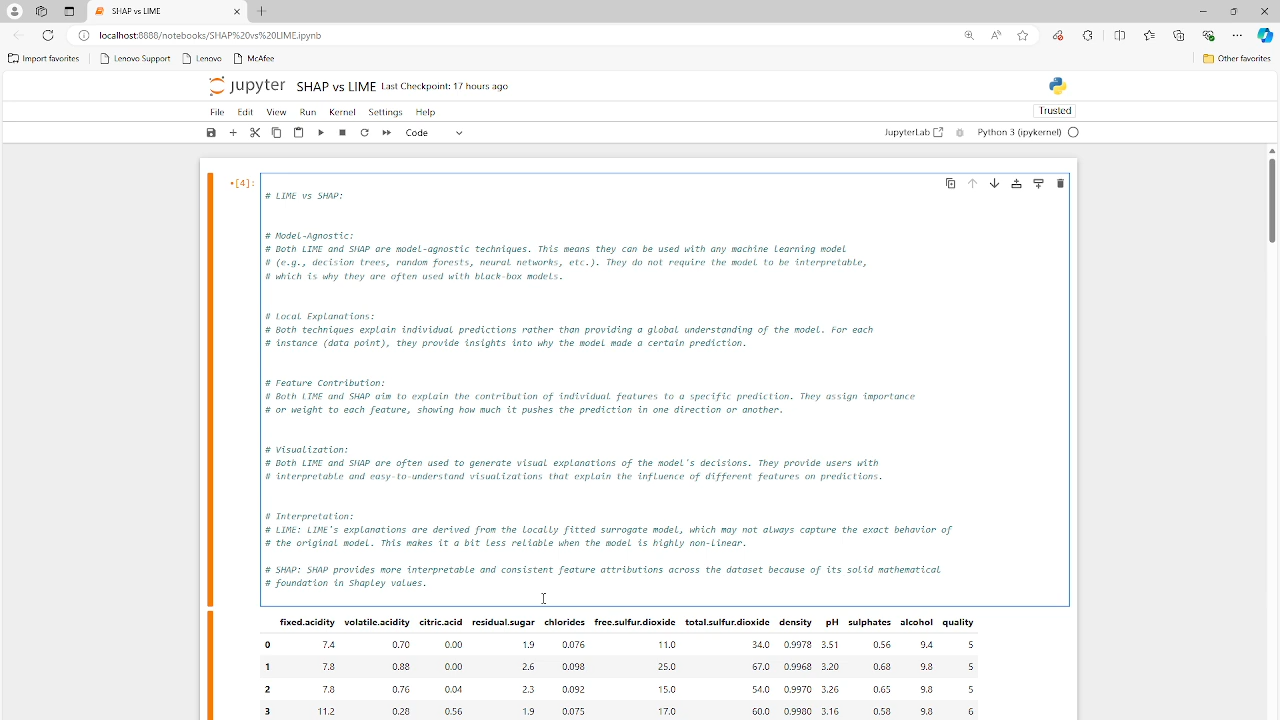 SHAP vs LIME
localhost:8888/notebooks/SHAP%20vs%20LIME.ipynb
Import favorites Lenovo Support Lenovo McAfee Other favorites
jupyter SHAP vs LIME Last Checkpoint: 17 hours ago
File Edit View Run Kernel Settings Help Trusted
Code JupyterLab Python 3 (ipykernel)
•[4]:
# LIME vs SHAP:
# Model-Agnostic:
# Both LIME and SHAP are model-agnostic techniques. This means they can be used with any machine learning model
# (e.g., decision trees, random forests, neural networks, etc.). They do not require the model to be interpretable,
# which is why they are often used with black-box models.
# Local Explanations:
# Both techniques explain individual predictions rather than providing a global understanding of the model. For each
# instance (data point), they provide insights into why the model made a certain prediction.
# Feature Contribution:
# Both LIME and SHAP aim to explain the contribution of individual features to a specific prediction. They assign importance
# or weight to each feature, showing how much it pushes the prediction in one direction or another.
# Visualization:
# Both LIME and SHAP are often used to generate visual explanations of the model's decisions. They provide users with
# interpretable and easy-to-understand visualizations that explain the influence of different features on predictions.
# Interpretation:
# LIME: LIME's explanations are derived from the locally fitted surrogate model, which may not always capture the exact behavior of
# the original model. This makes it a bit less reliable when the model is highly non-linear.
# SHAP: SHAP provides more interpretable and consistent feature attributions across the dataset because of its solid mathematical
# foundation in Shapley values.
fixed.acidity volatile.acidity citric.acid residual.sugar chlorides free.sulfur.dioxide total.sulfur.dioxide density pH sulphates alcohol quality
0 7.4 0.70 0.00 1.9 0.076 11.0 34.0 0.9978 3.51 0.56 9.4 5
1 7.8 0.88 0.00 2.6 0.098 25.0 67.0 0.9968 3.20 0.68 9.8 5
2 7.8 0.76 0.04 2.3 0.092 15.0 54.0 0.9970 3.26 0.65 9.8 5
3 11.2 0.28 0.56 1.9 0.075 17.0 60.0 0.9980 3.16 0.58 9.8 6